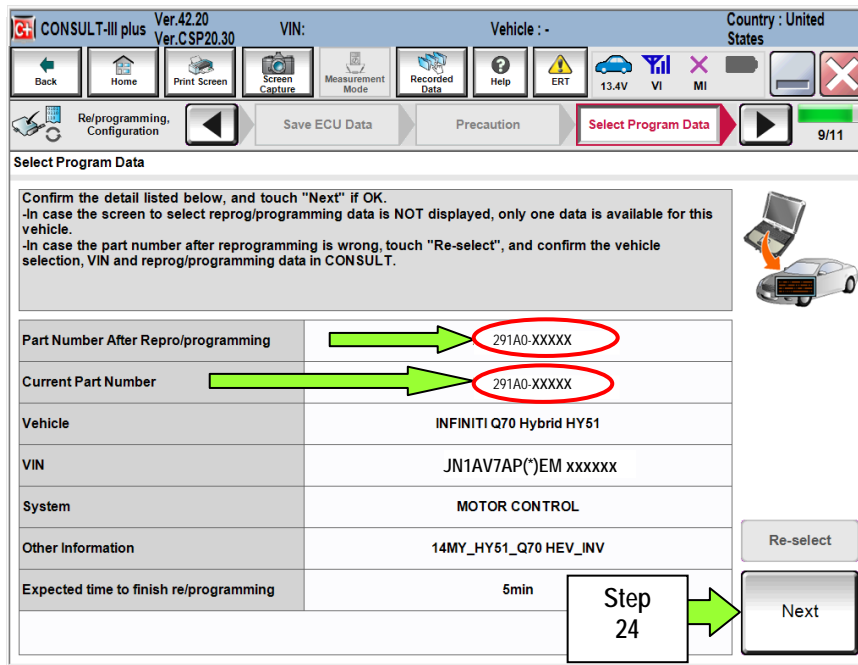 CONSULT-III plus Ver.42.20 Ver.CSP20.30 VIN: Vehicle : - Country : United States
Back Home Print Screen Screen Capture Measurement Mode Recorded Data Help ERT 13.4V VI MI
Re/programming, Configuration Save ECU Data Precaution Select Program Data 9/11
Select Program Data
Confirm the detail listed below, and touch "Next" if OK.
-In case the screen to select reprog/programming data is NOT displayed, only one data is available for this
vehicle.
-In case the part number after reprogramming is wrong, touch "Re-select", and confirm the vehicle
selection, VIN and reprog/programming data in CONSULT.
Part Number After Repro/programming 291A0-XXXXX
Current Part Number 291A0-XXXXX
Vehicle INFINITI Q70 Hybrid HY51
VIN JN1AV7AP(*)EM xxxxxx
System MOTOR CONTROL
Other Information 14MY_HY51_Q70 HEV_INV
Re-select
Expected time to finish re/programming 5min
Step
24
Next